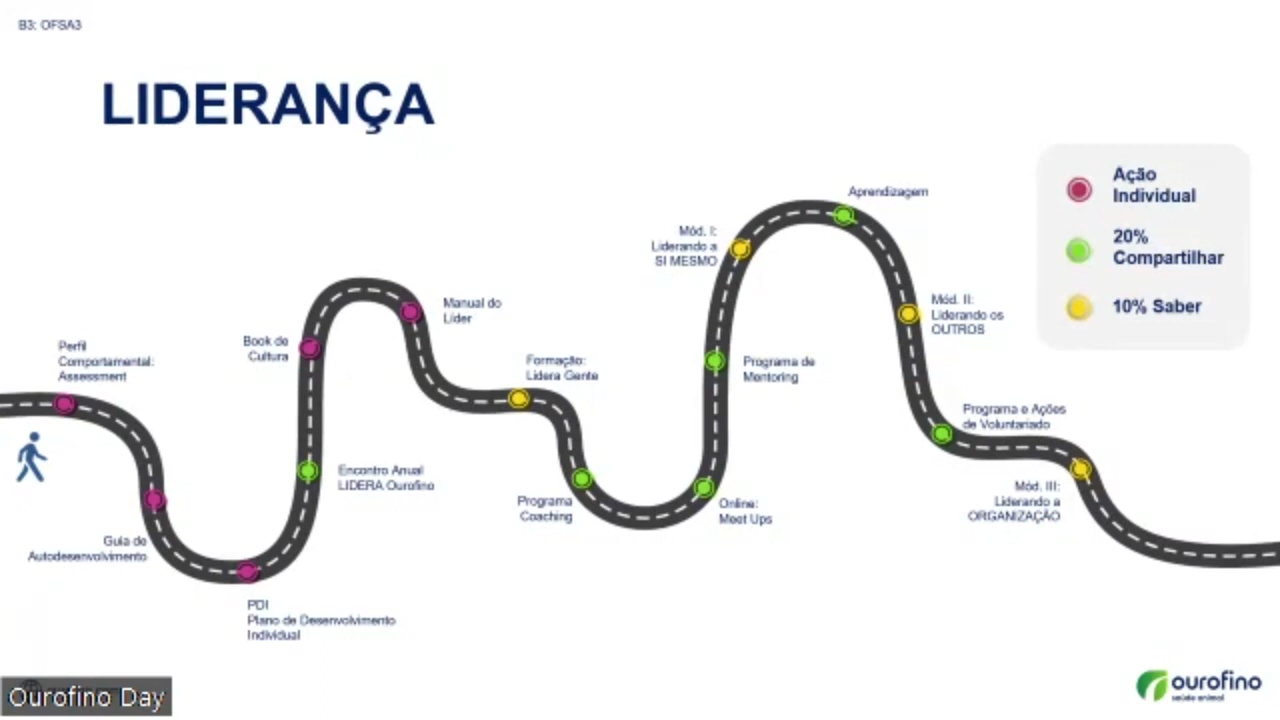 B3: OFSA3
LIDERANÇA
Ação
Individual
20%
Compartilhar
10% Saber
Perfil
Comportamental:
Assessment
Guia de
Autodesenvolvimento
PDI
Plano de Desenvolvimento
Individual
Encontro Anual
LIDERA Ourofino
Book de
Cultura
Manual do
Líder
Formação:
Lidera Gente
Programa
Coaching
Online:
Meet Ups
Programa de
Mentoring
Mód. I:
Liderando a
SI MESMO
Aprendizagem
Mód. II:
Liderando os
OUTROS
Programa e Ações
de Voluntariado
Mód. III:
Liderando a
ORGANIZAÇÃO
Ourofino Day
ourofino
saúde animal